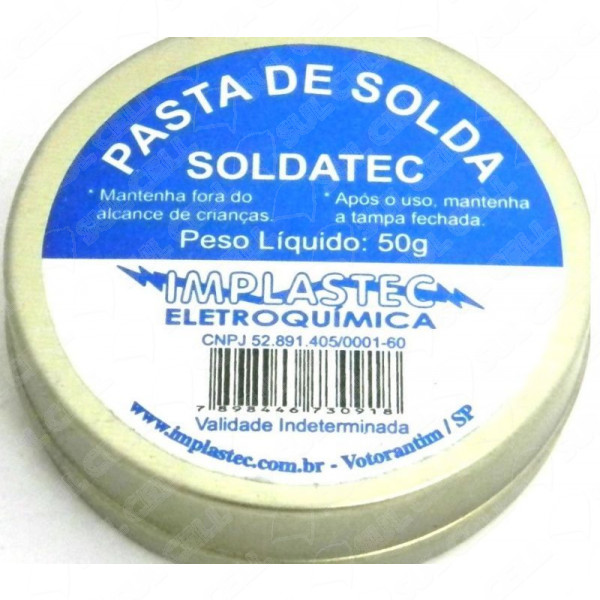 PASTA DE SOLDA
SOLDATEC
* Mantenha fora do
alcance de crianças.
* Após o uso, mantenha
a tampa fechada.
Peso Líquido: 50g
IMPLASTEC
ELETROQUÍMICA
CNPJ 52.891.405/0001-60
7 898446 730918
Validade Indeterminada
www.implastec.com.br - Votorantim / SP